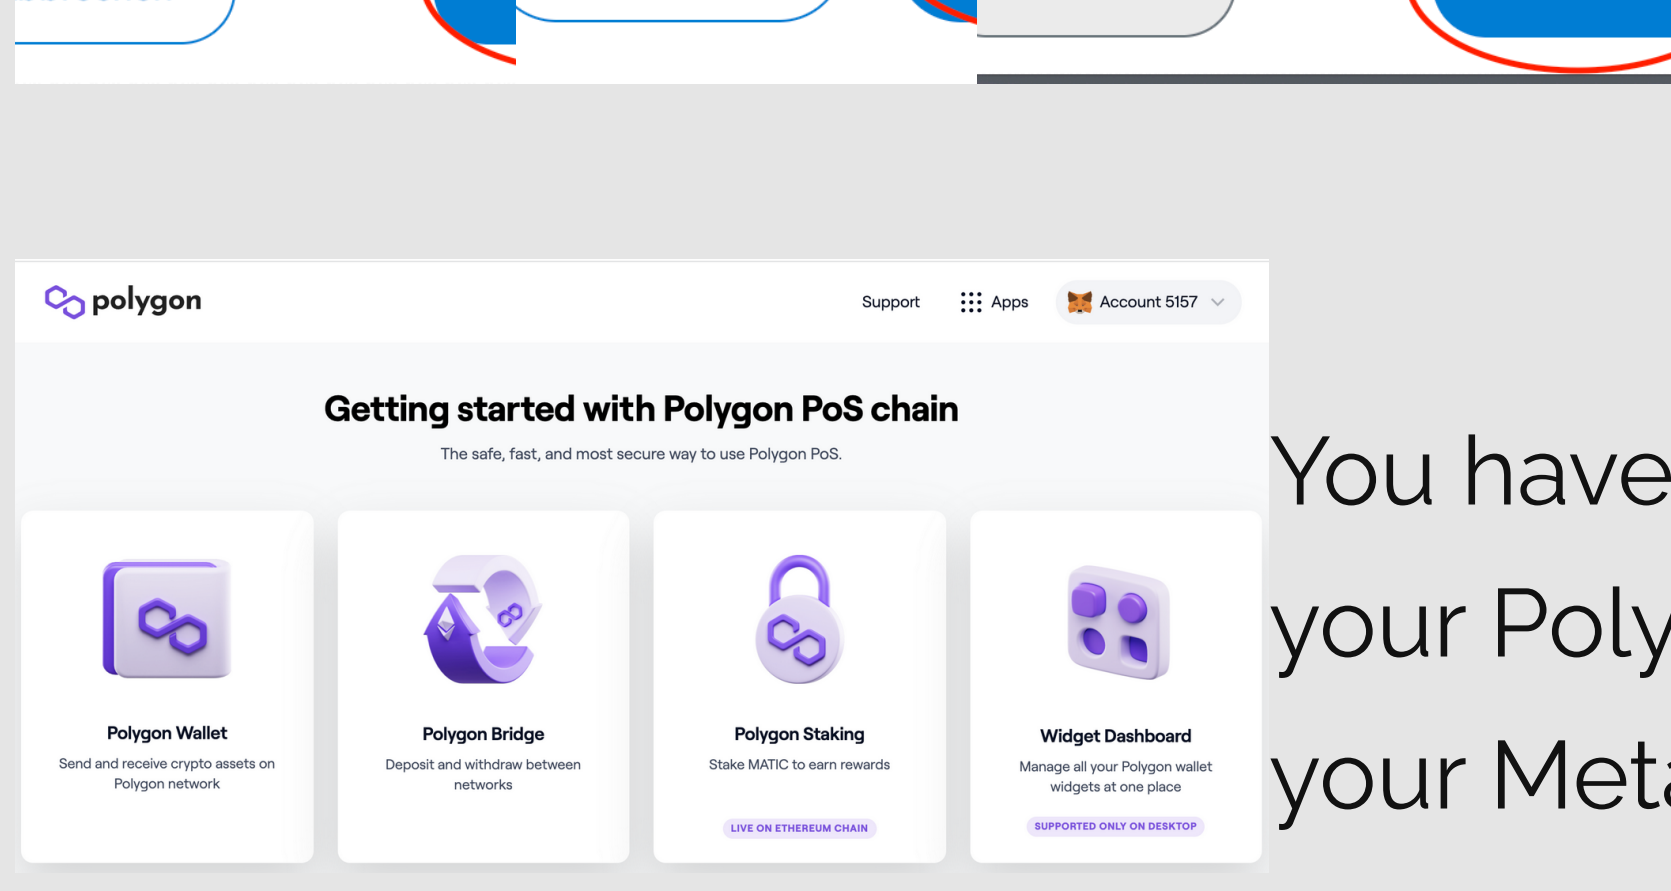 polygon
Support
Apps
Account 5157
Getting started with Polygon PoS chain
The safe, fast, and most secure way to use Polygon PoS.
Polygon Wallet
Send and receive crypto assets on
Polygon network
Polygon Bridge
Deposit and withdraw between
networks
Polygon Staking
Stake MATIC to earn rewards
LIVE ON ETHEREUM CHAIN
Widget Dashboard
Manage all your Polygon wallet
widgets at one place
SUPPORTED ONLY ON DESKTOP
You have
your Poly
your Meta